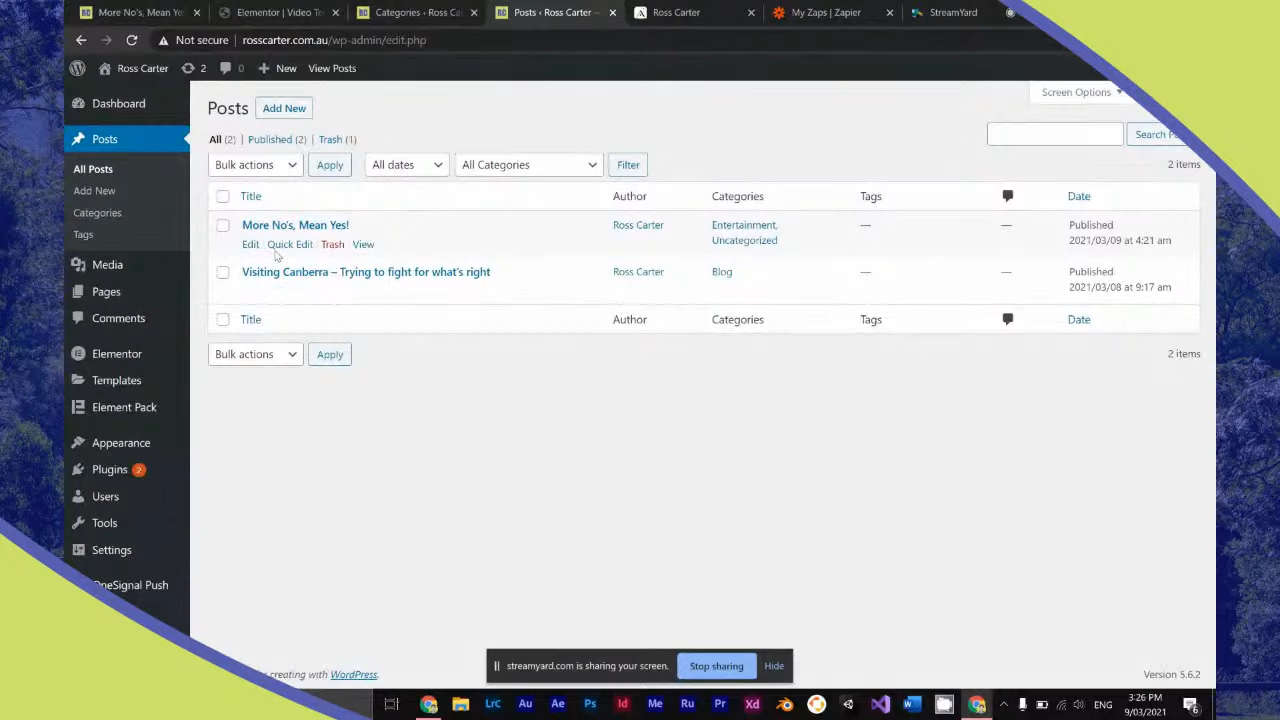 More No's, Mean Ye
Elementor | Video Te
Categories ‹ Ross Ca
Posts ‹ Ross Carter —
Ross Carter
My Zaps | Zapier
StreamYard
Not secure
rosscarter.com.au/wp-admin/edit.php
Ross Carter
2
0
New
View Posts
Screen Options
Dashboard
Posts
All Posts
Add New
Categories
Tags
Media
Pages
Comments
Elementor
Templates
Element Pack
Appearance
Plugins 2
Users
Tools
Settings
OneSignal Push
Posts
Add New
All (2) | Published (2) | Trash (1)
Search P
Bulk actions
Apply
All dates
All Categories
Filter
2 items
Title
Author
Categories
Tags
Date
More No's, Mean Yes!
Edit
Quick Edit
Trash
View
Ross Carter
Entertainment,
Uncategorized
—
—
Published
2021/03/09 at 4:21 am
Visiting Canberra – Trying to fight for what's right
Ross Carter
Blog
—
—
Published
2021/03/08 at 9:17 am
Title
Author
Categories
Tags
Date
Bulk actions
Apply
2 items
streamyard.com is sharing your screen.
Stop sharing
Hide
creating with WordPress.
Version 5.6.2
Lrc
Au
Ae
Ps
Id
Me
Ru
Pr
Xd
ENG
3:26 PM
9/03/2021
6